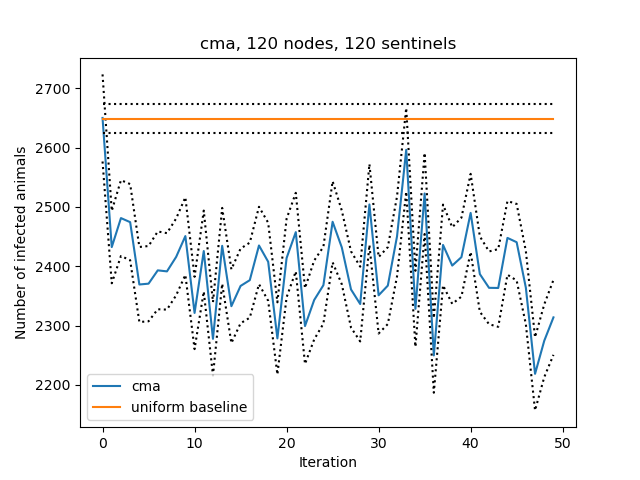 cma, 120 nodes, 120 sentinels
Number of infected animals
2700
2600
2500
2400
2300
2200
cma
uniform baseline
0 10 20 30 40 50
Iteration